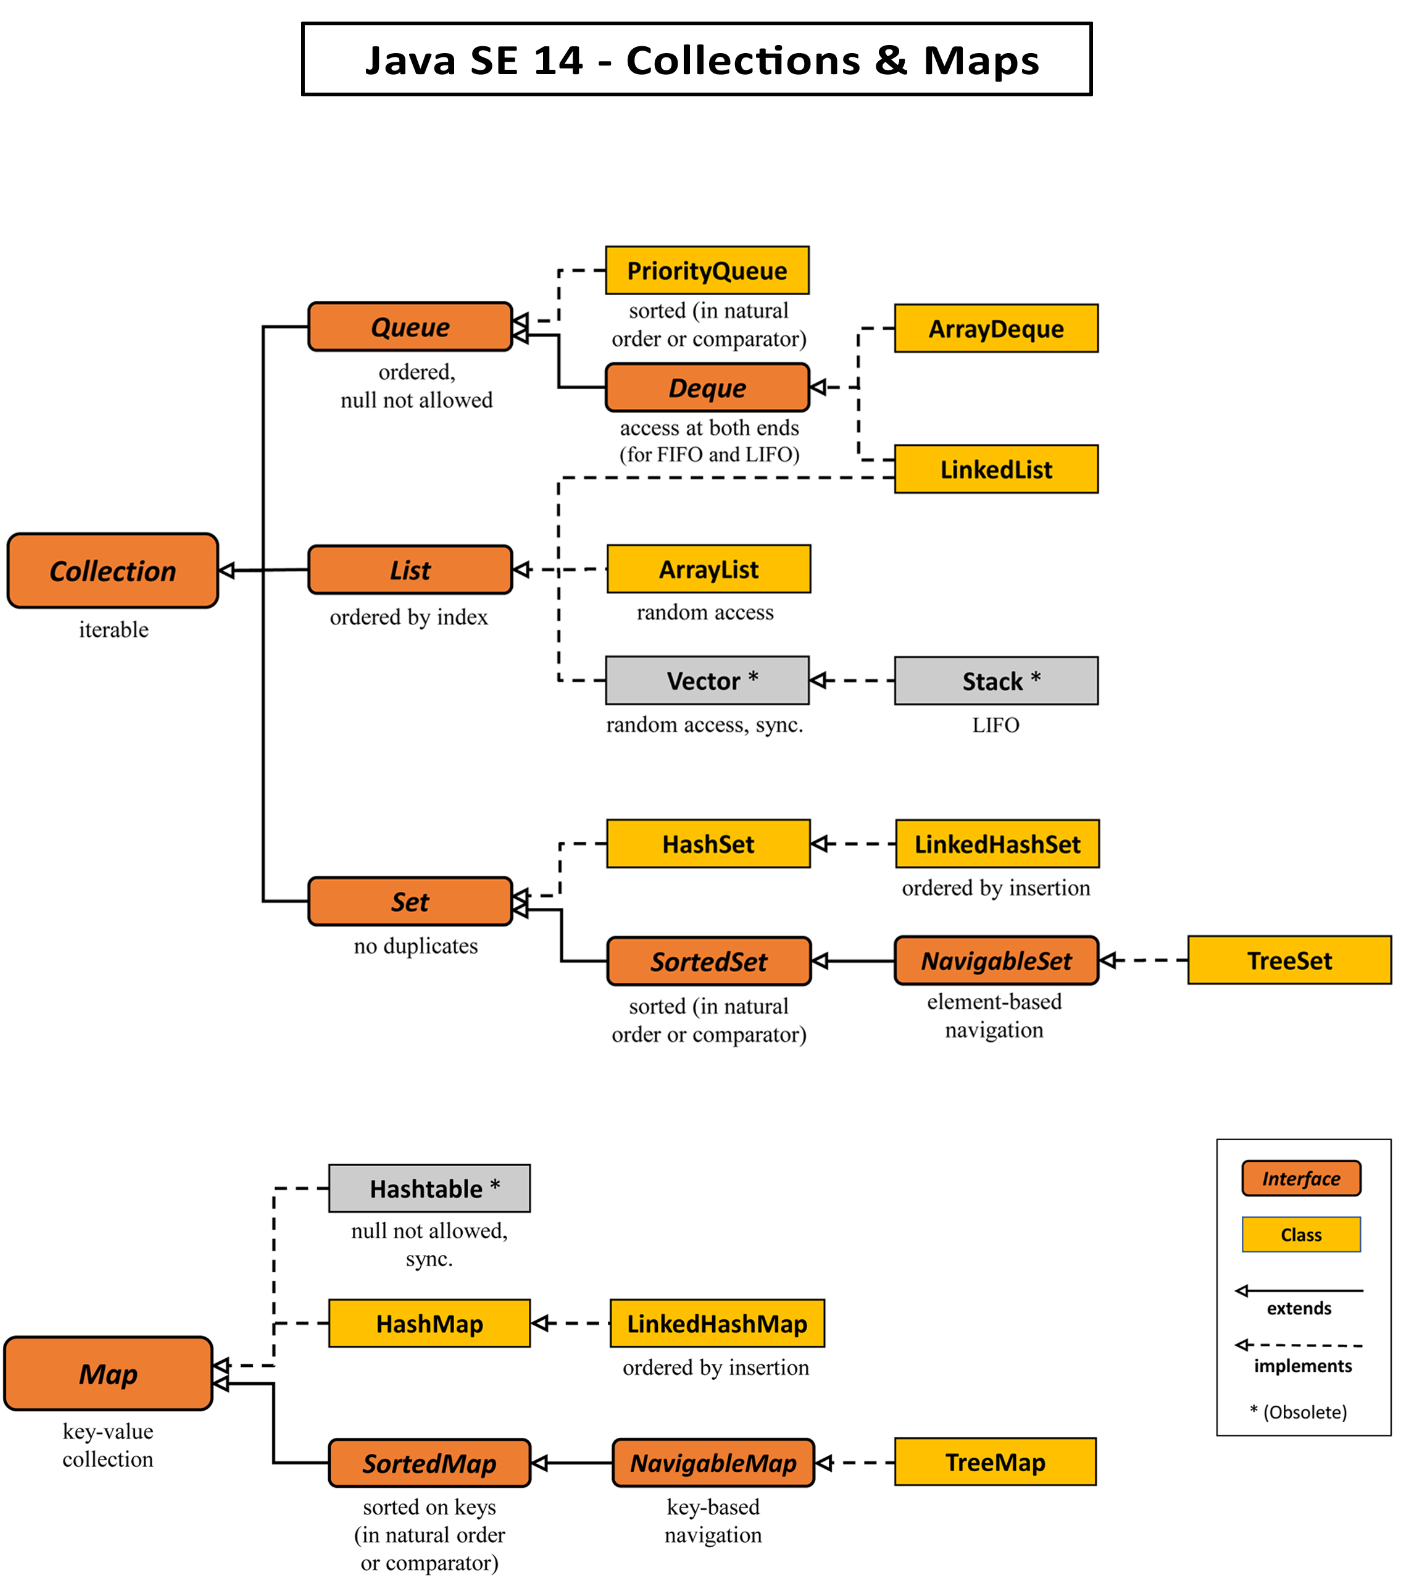 Java SE 14 - Collections & Maps
PriorityQueue
sorted (in natural
order or comparator)
Queue
ordered,
null not allowed
ArrayDeque
Deque
access at both ends
(for FIFO and LIFO)
LinkedList
Collection
iterable
List
ordered by index
ArrayList
random access
Vector *
random access, sync.
Stack *
LIFO
HashSet
LinkedHashSet
ordered by insertion
Set
no duplicates
SortedSet
sorted (in natural
order or comparator)
NavigableSet
element-based
navigation
TreeSet
Hashtable *
null not allowed,
sync.
HashMap
LinkedHashMap
ordered by insertion
Map
key-value
collection
SortedMap
sorted on keys
(in natural order
or comparator)
NavigableMap
key-based
navigation
TreeMap
Interface
Class
extends
implements
* (Obsolete)